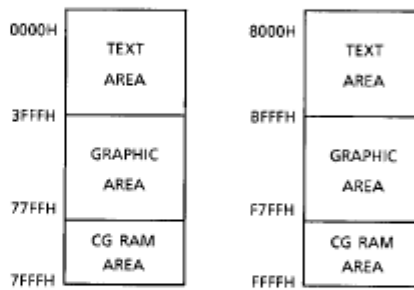 0000H
TEXT
AREA
3FFFH
GRAPHIC
AREA
77FFH
CG RAM
AREA
7FFFH
8000H
TEXT
AREA
BFFFH
GRAPHIC
AREA
F7FFH
CG RAM
AREA
FFFFH